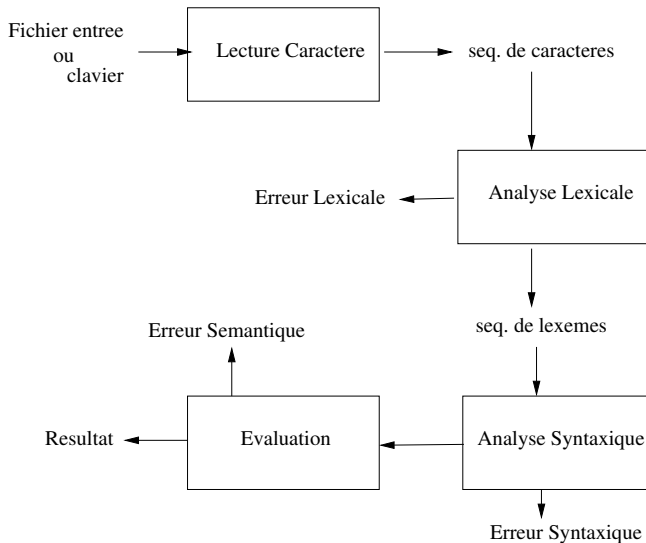 Fichier entree
ou
clavier
Lecture Caractere
seq. de caracteres
Analyse Lexicale
Erreur Lexicale
seq. de lexemes
Erreur Semantique
Resultat
Evaluation
Analyse Syntaxique
Erreur Syntaxique